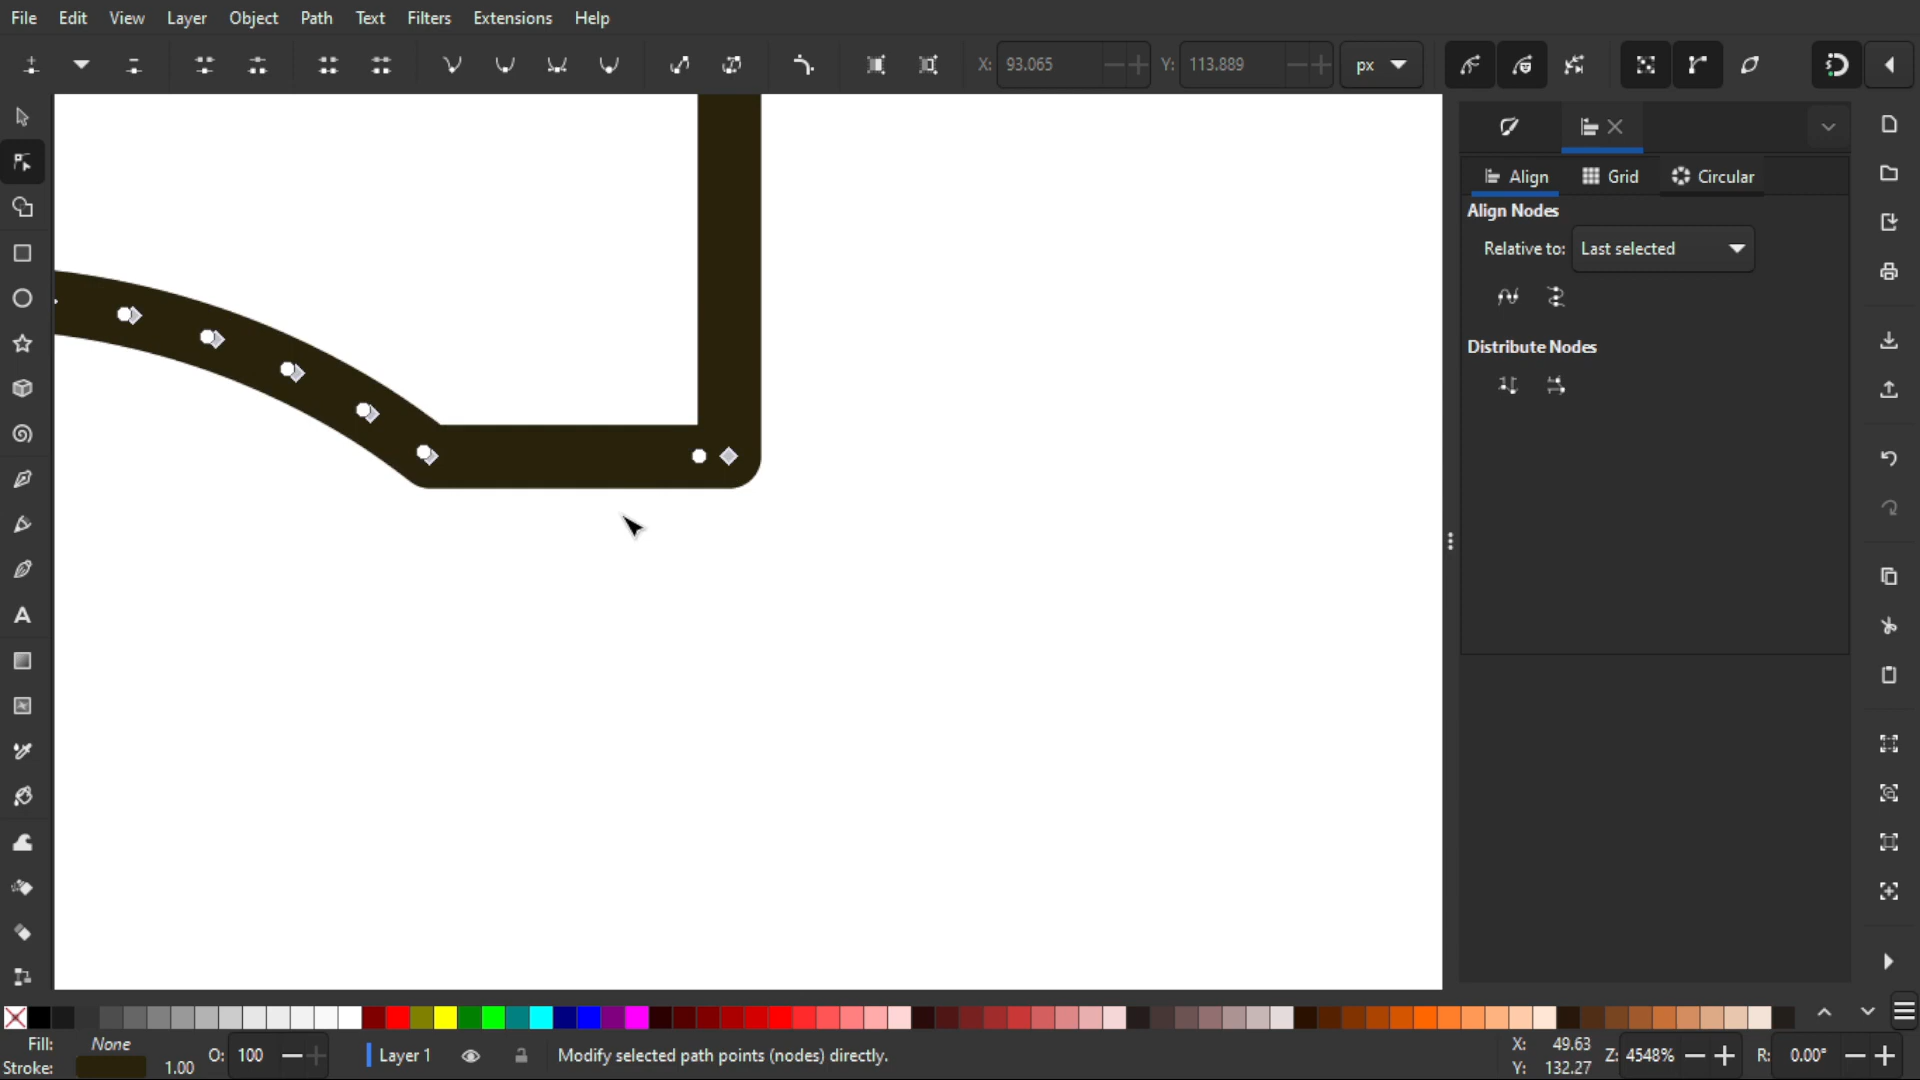 File Edit View Layer Object Path Text Filters Extensions Help
X: 93.065 Y: 113.889 px
Align Grid Circular
Align Nodes
Relative to: Last selected
Distribute Nodes
Fill: None
Stroke: 1.00 O: 100 Layer 1 Modify selected path points (nodes) directly.
X: 49.63
Y: 132.27
Z: 4548% R: 0.00°